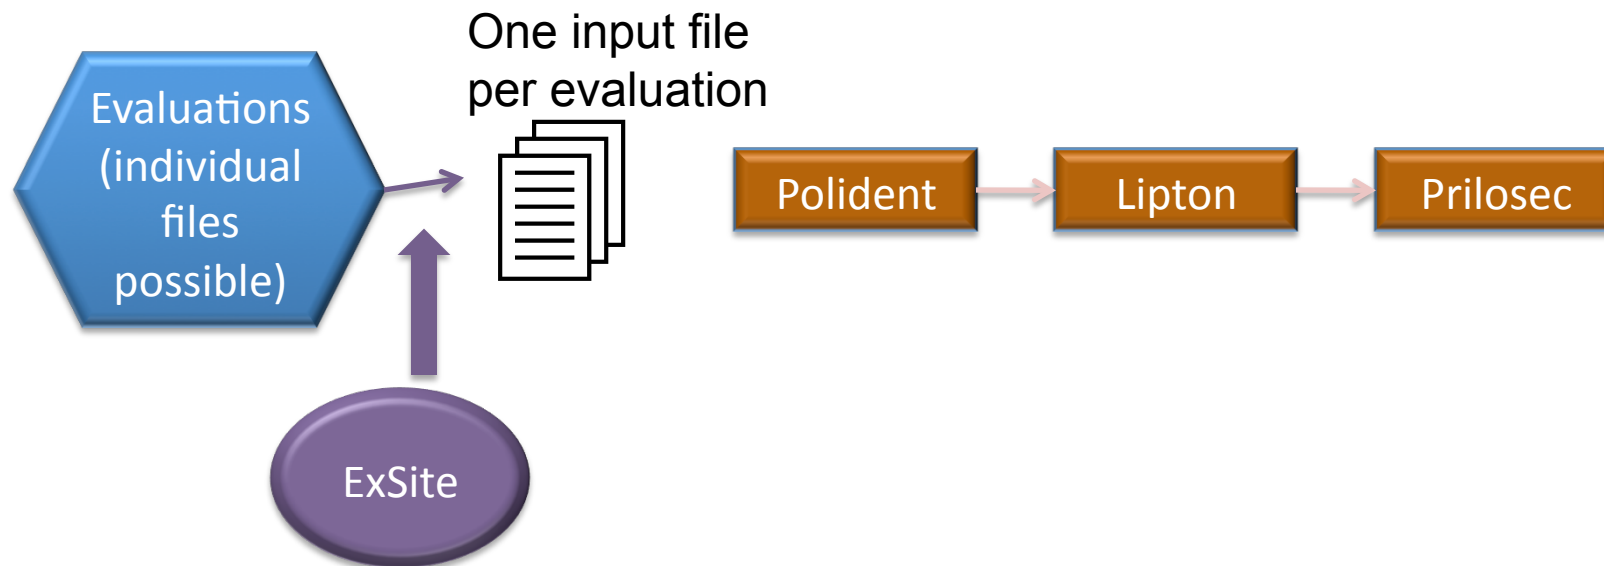 One input file
per evaluation
Evaluations
(individual
files
possible)
Polident
Lipton
Prilosec
ExSite